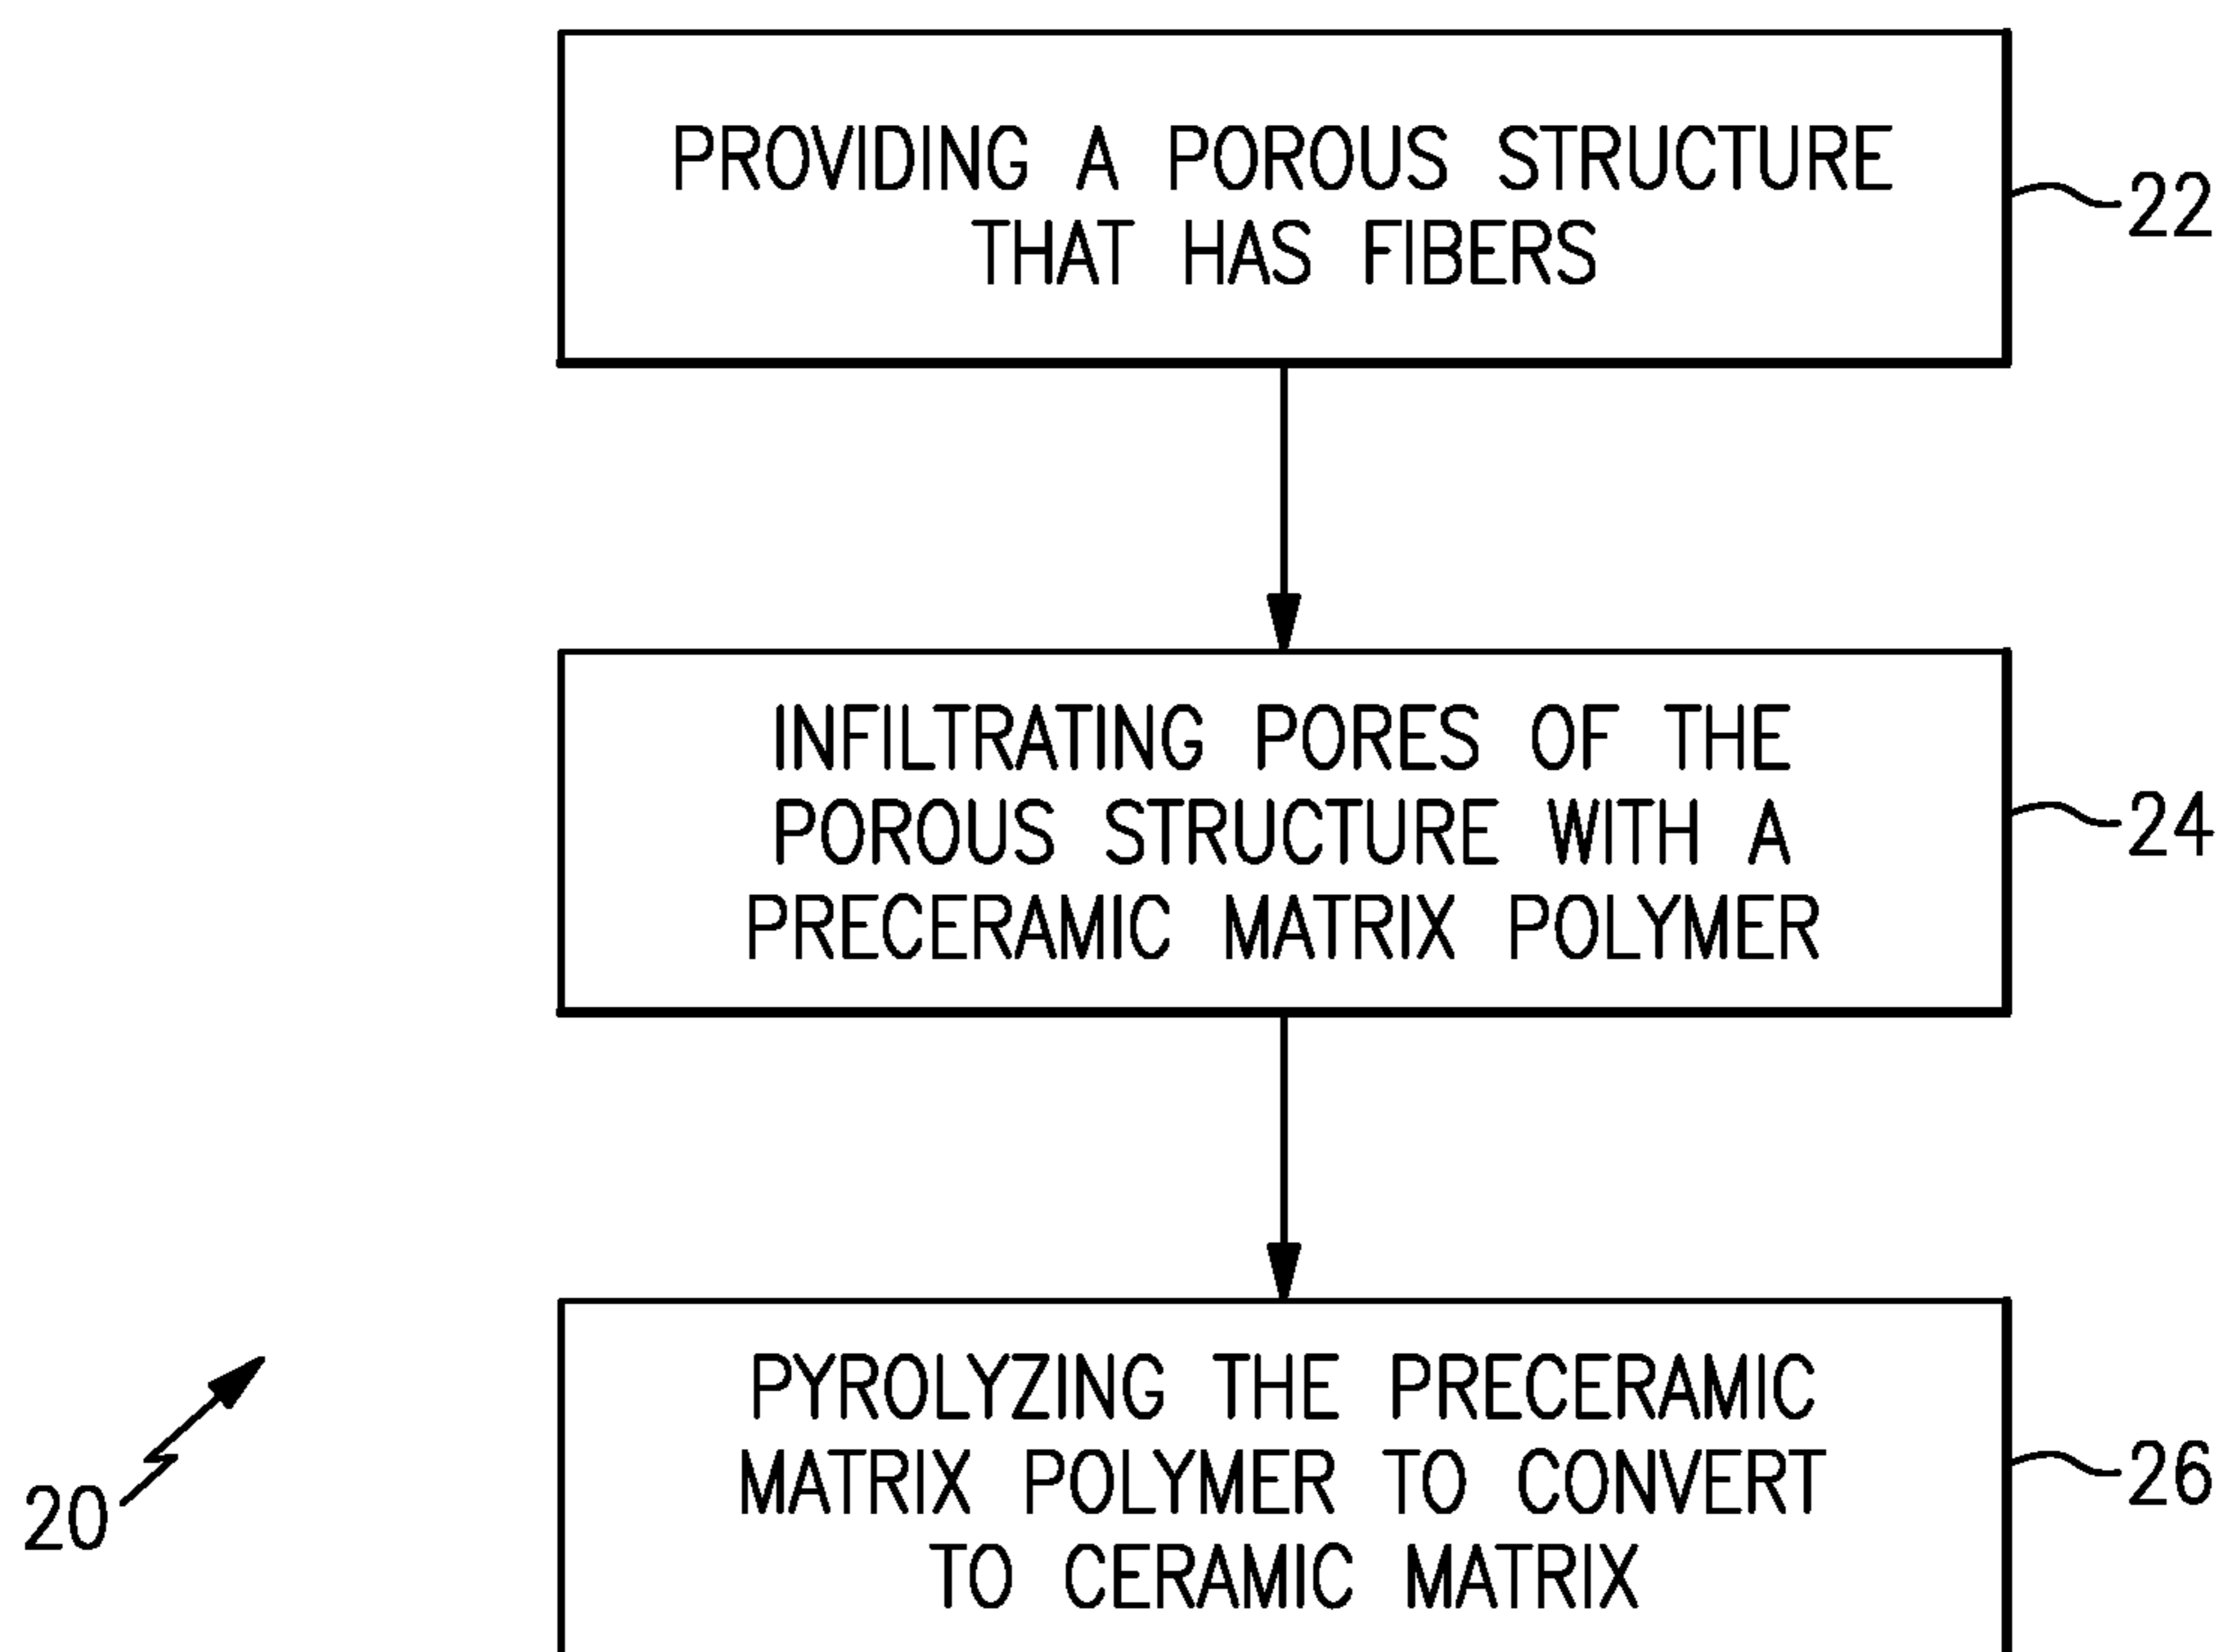 PROVIDING A POROUS STRUCTURE
THAT HAS FIBERS
22
INFILTRATING PORES OF THE
POROUS STRUCTURE WITH A
PRECERAMIC MATRIX POLYMER
24
PYROLYZING THE PRECERAMIC
MATRIX POLYMER TO CONVERT
TO CERAMIC MATRIX
26
20